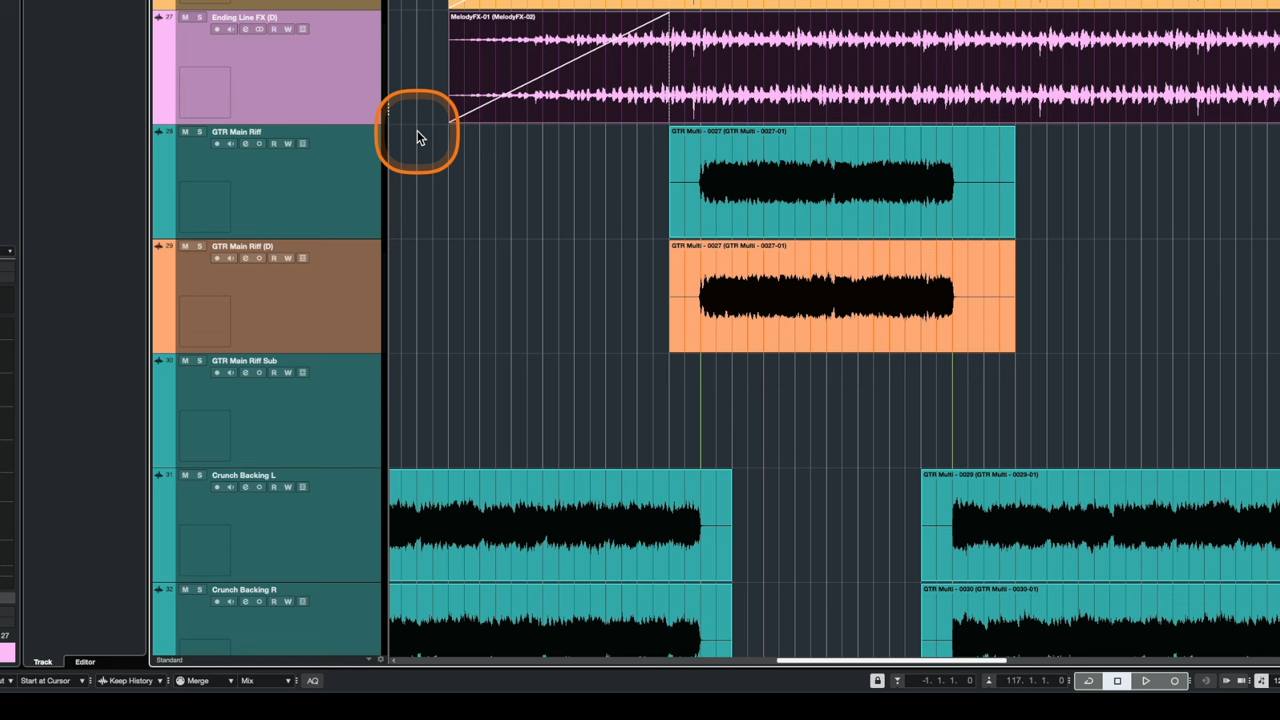 27 M S Ending Line FX (D)
R W
MelodyFX-01 (MelodyFX-02)
28 M S GTR Main Riff
R W
GTR Multi - 0027 (GTR Multi - 0027-01)
29 M S GTR Main Riff (D)
R W
GTR Multi - 0027 (GTR Multi - 0027-01)
30 M S GTR Main Riff Sub
R W
31 M S Crunch Backing L
R W
GTR Multi - 0029 (GTR Multi - 0029-01)
32 M S Crunch Backing R
R W
GTR Multi - 0030 (GTR Multi - 0030-01)
27
Track Editor
Standard
Start at Cursor Keep History Merge Mix AQ
-1. 1. 1. 0
117. 1. 1. 0